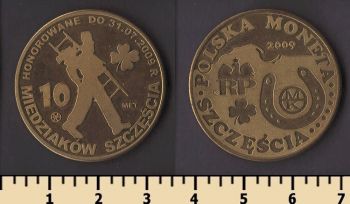 HONOROWANE DO 31.07.2009 R.
10
MIEDZIAKÓW SZCZĘŚCIA
POLSKA MONETA
2009
RP
MK
SZCZĘŚCIA
1 2 3 4 5 6 7